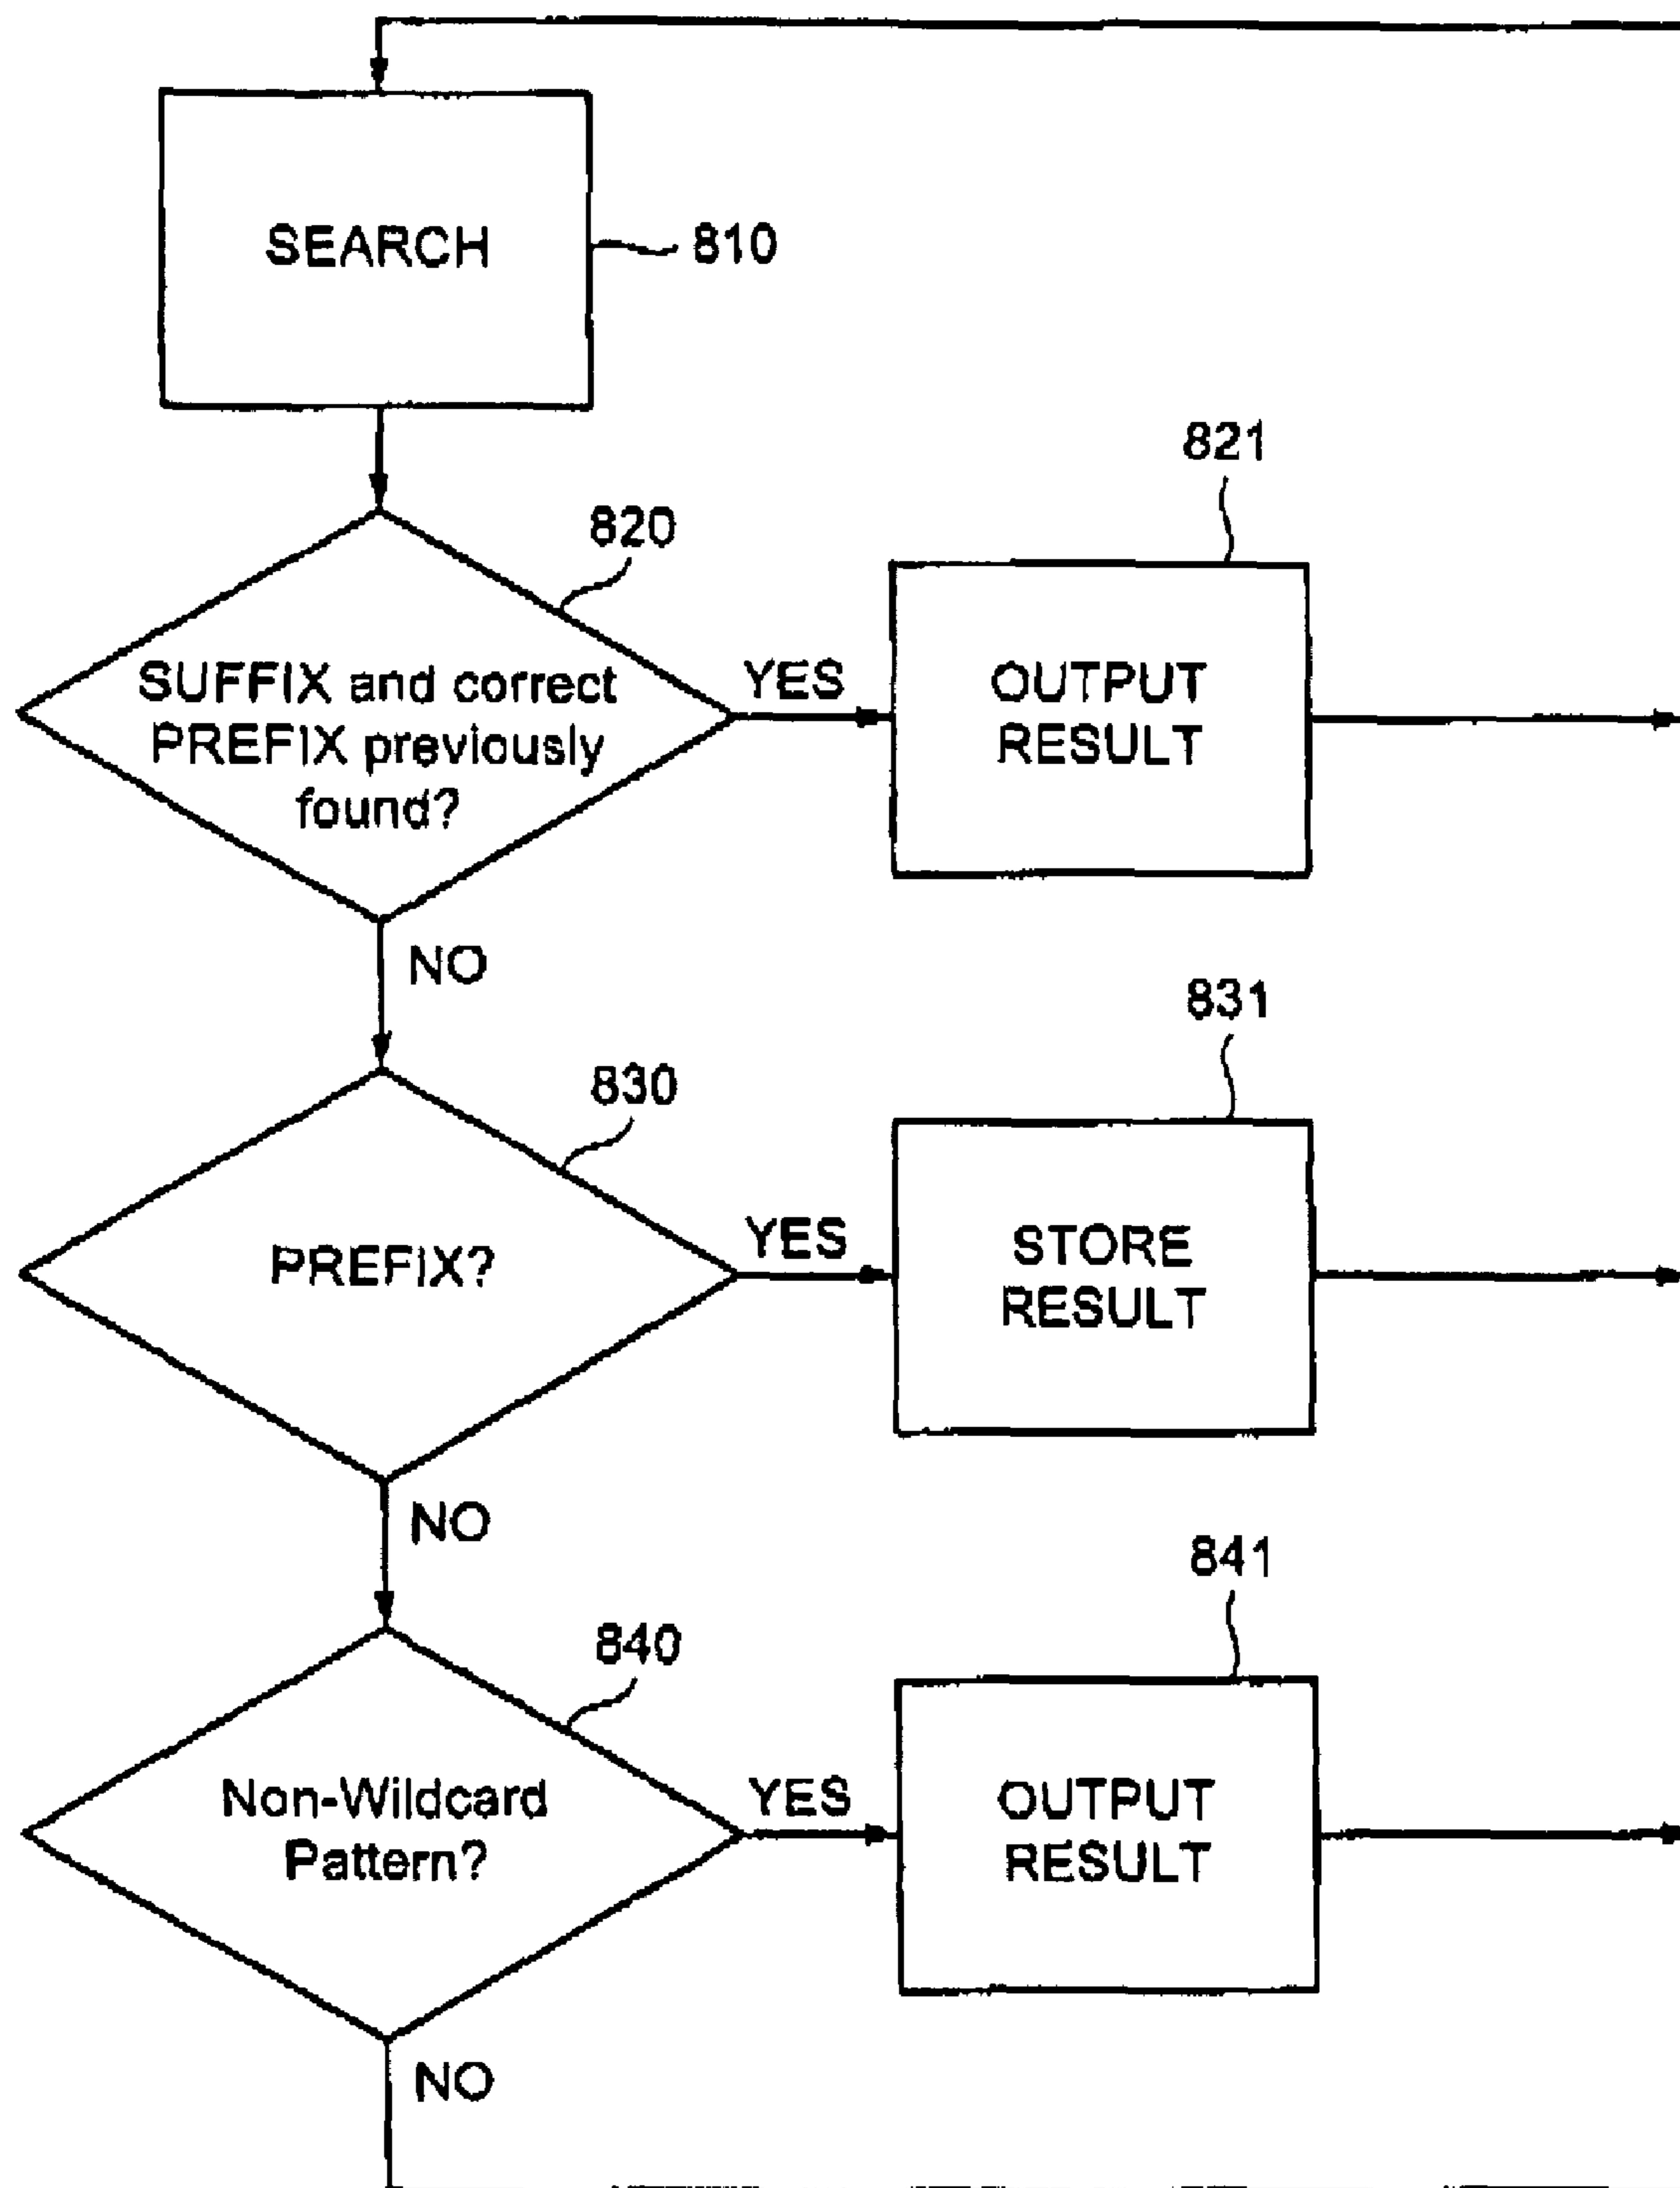 SEARCH
810
821
820
SUFFIX and correct
PREFIX previously
found?
YES
OUTPUT
RESULT
NO
831
830
PREFIX?
YES
STORE
RESULT
NO
841
840
Non-Wildcard
Pattern?
YES
OUTPUT
RESULT
NO